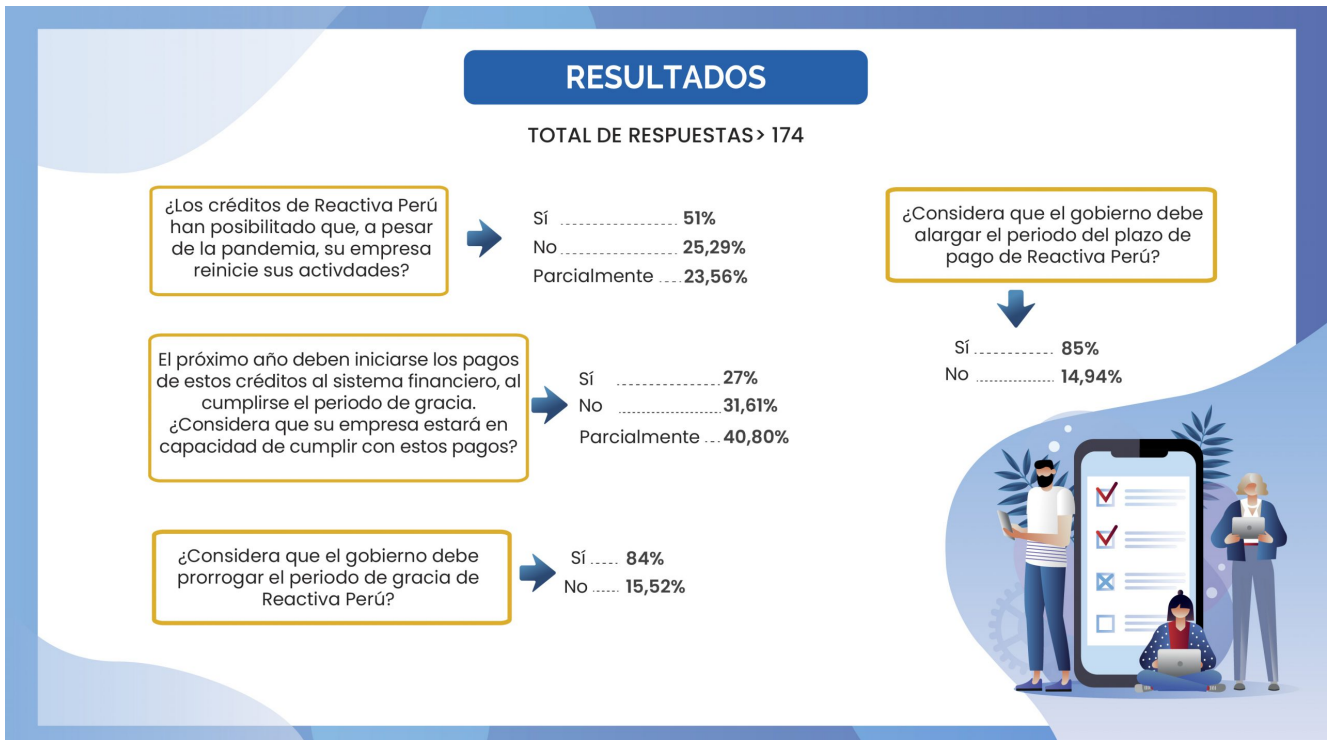 RESULTADOS
TOTAL DE RESPUESTAS> 174
¿Los créditos de Reactiva Perú
han posibilitado que, a pesar
de la pandemia, su empresa
reinicie sus activdades?
Sí 51%
No 25,29%
Parcialmente 23,56%
El próximo año deben iniciarse los pagos
de estos créditos al sistema financiero, al
cumplirse el periodo de gracia.
¿Considera que su empresa estará en
capacidad de cumplir con estos pagos?
Sí 27%
No 31,61%
Parcialmente 40,80%
¿Considera que el gobierno debe
prorrogar el periodo de gracia de
Reactiva Perú?
Sí 84%
No 15,52%
¿Considera que el gobierno debe
alargar el periodo del plazo de
pago de Reactiva Perú?
Sí 85%
No 14,94%